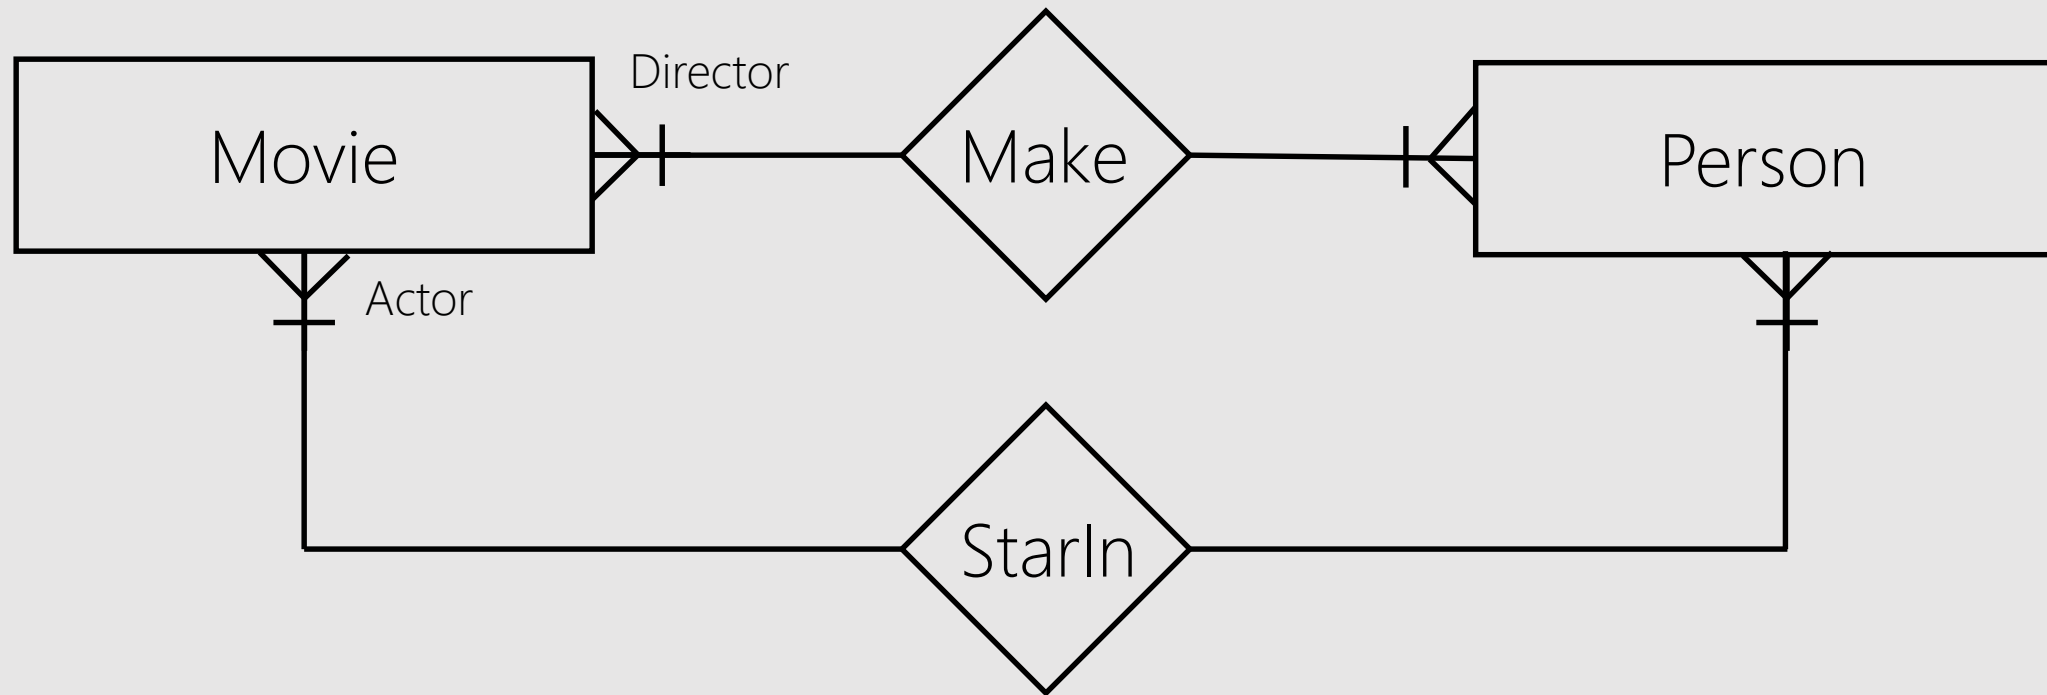 Director
Movie
Make
Person
Actor
StarIn